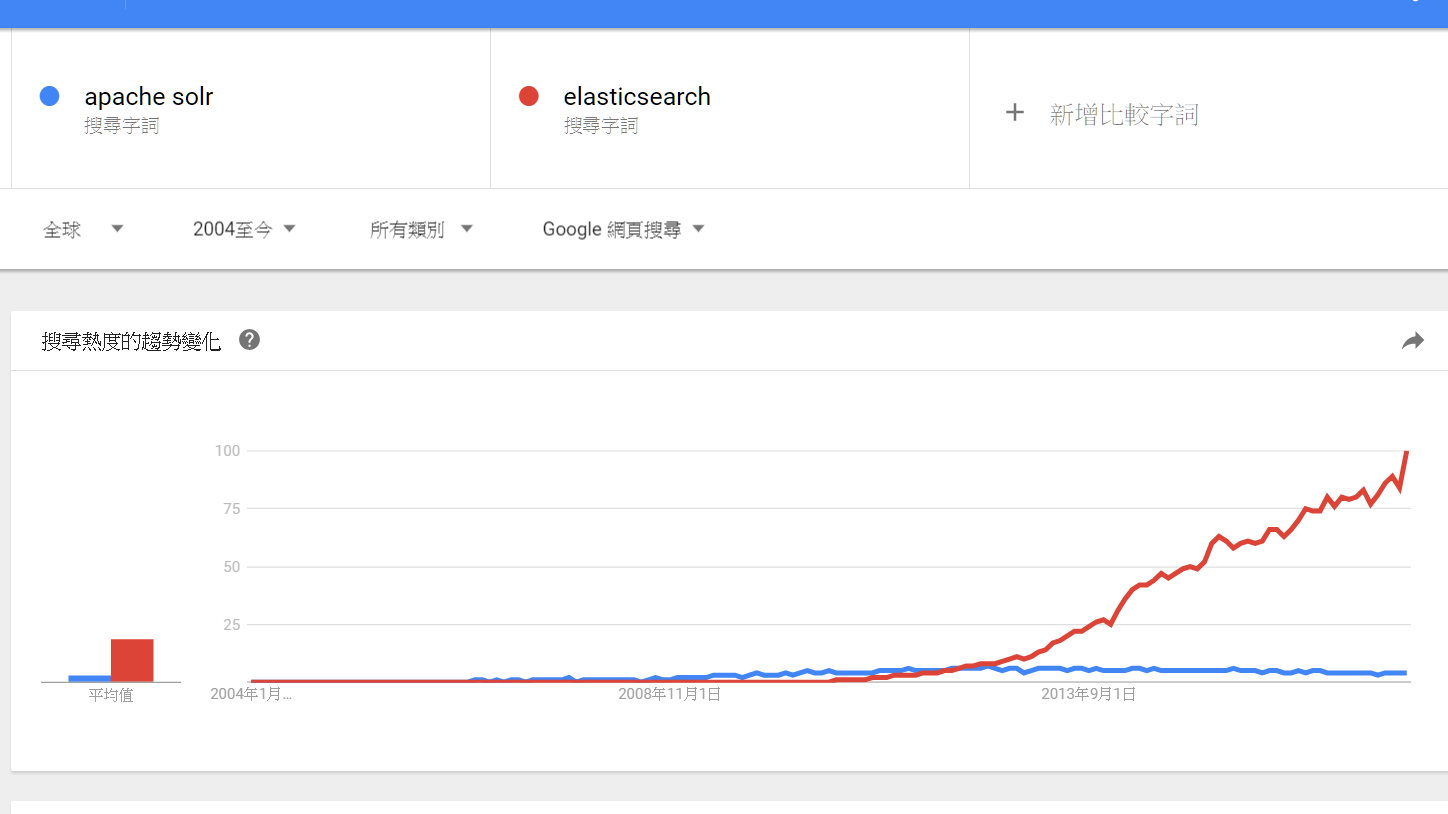 apache solr
搜尋字詞
elasticsearch
搜尋字詞
+ 新增比較字詞
全球
2004至今
所有類別
Google 網頁搜尋
搜尋熱度的趨勢變化
?
100
75
50
25
平均值
2004年1月...
2008年11月1日
2013年9月1日